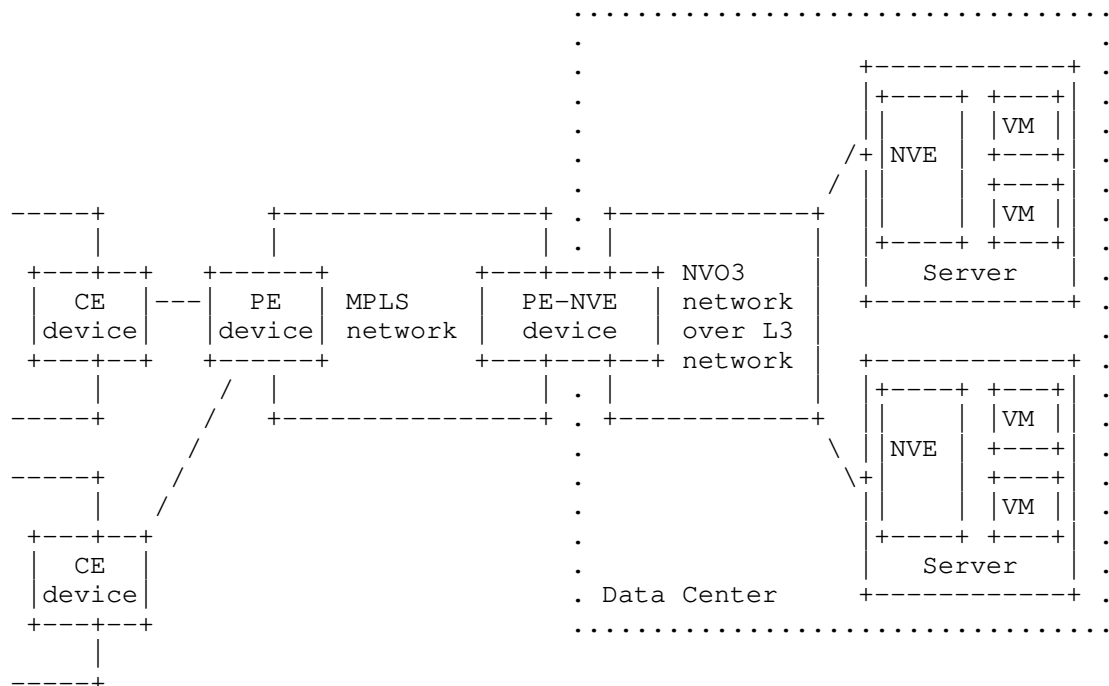 VM
NVE
VM
NVO3
Server
CE
PE
MPLS
PE-NVE
network
device
device
network
device
over L3
network
VM
NVE
VM
CE
Server
device
Data Center